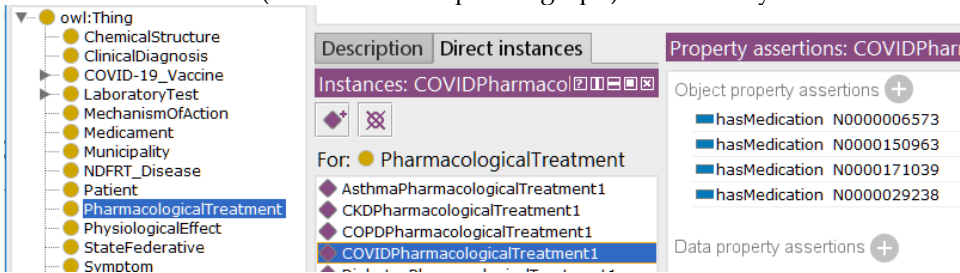 owl:Thing
ChemicalStructure
ClinicalDiagnosis
COVID-19_Vaccine
LaboratoryTest
MechanismOfAction
Medicament
Municipality
NDFRT_Disease
Patient
PharmacologicalTreatment
PhysiologicalEffect
StateFederative
Symptom
Description Direct instances
Instances: COVIDPharmacol
For: PharmacologicalTreatment
AsthmaPharmacologicalTreatment1
CKDPharmacologicalTreatment1
COPDPharmacologicalTreatment1
COVIDPharmacologicalTreatment1
Property assertions: COVIDPharm
Object property assertions
hasMedication N0000006573
hasMedication N0000150963
hasMedication N0000171039
hasMedication N0000029238
Data property assertions